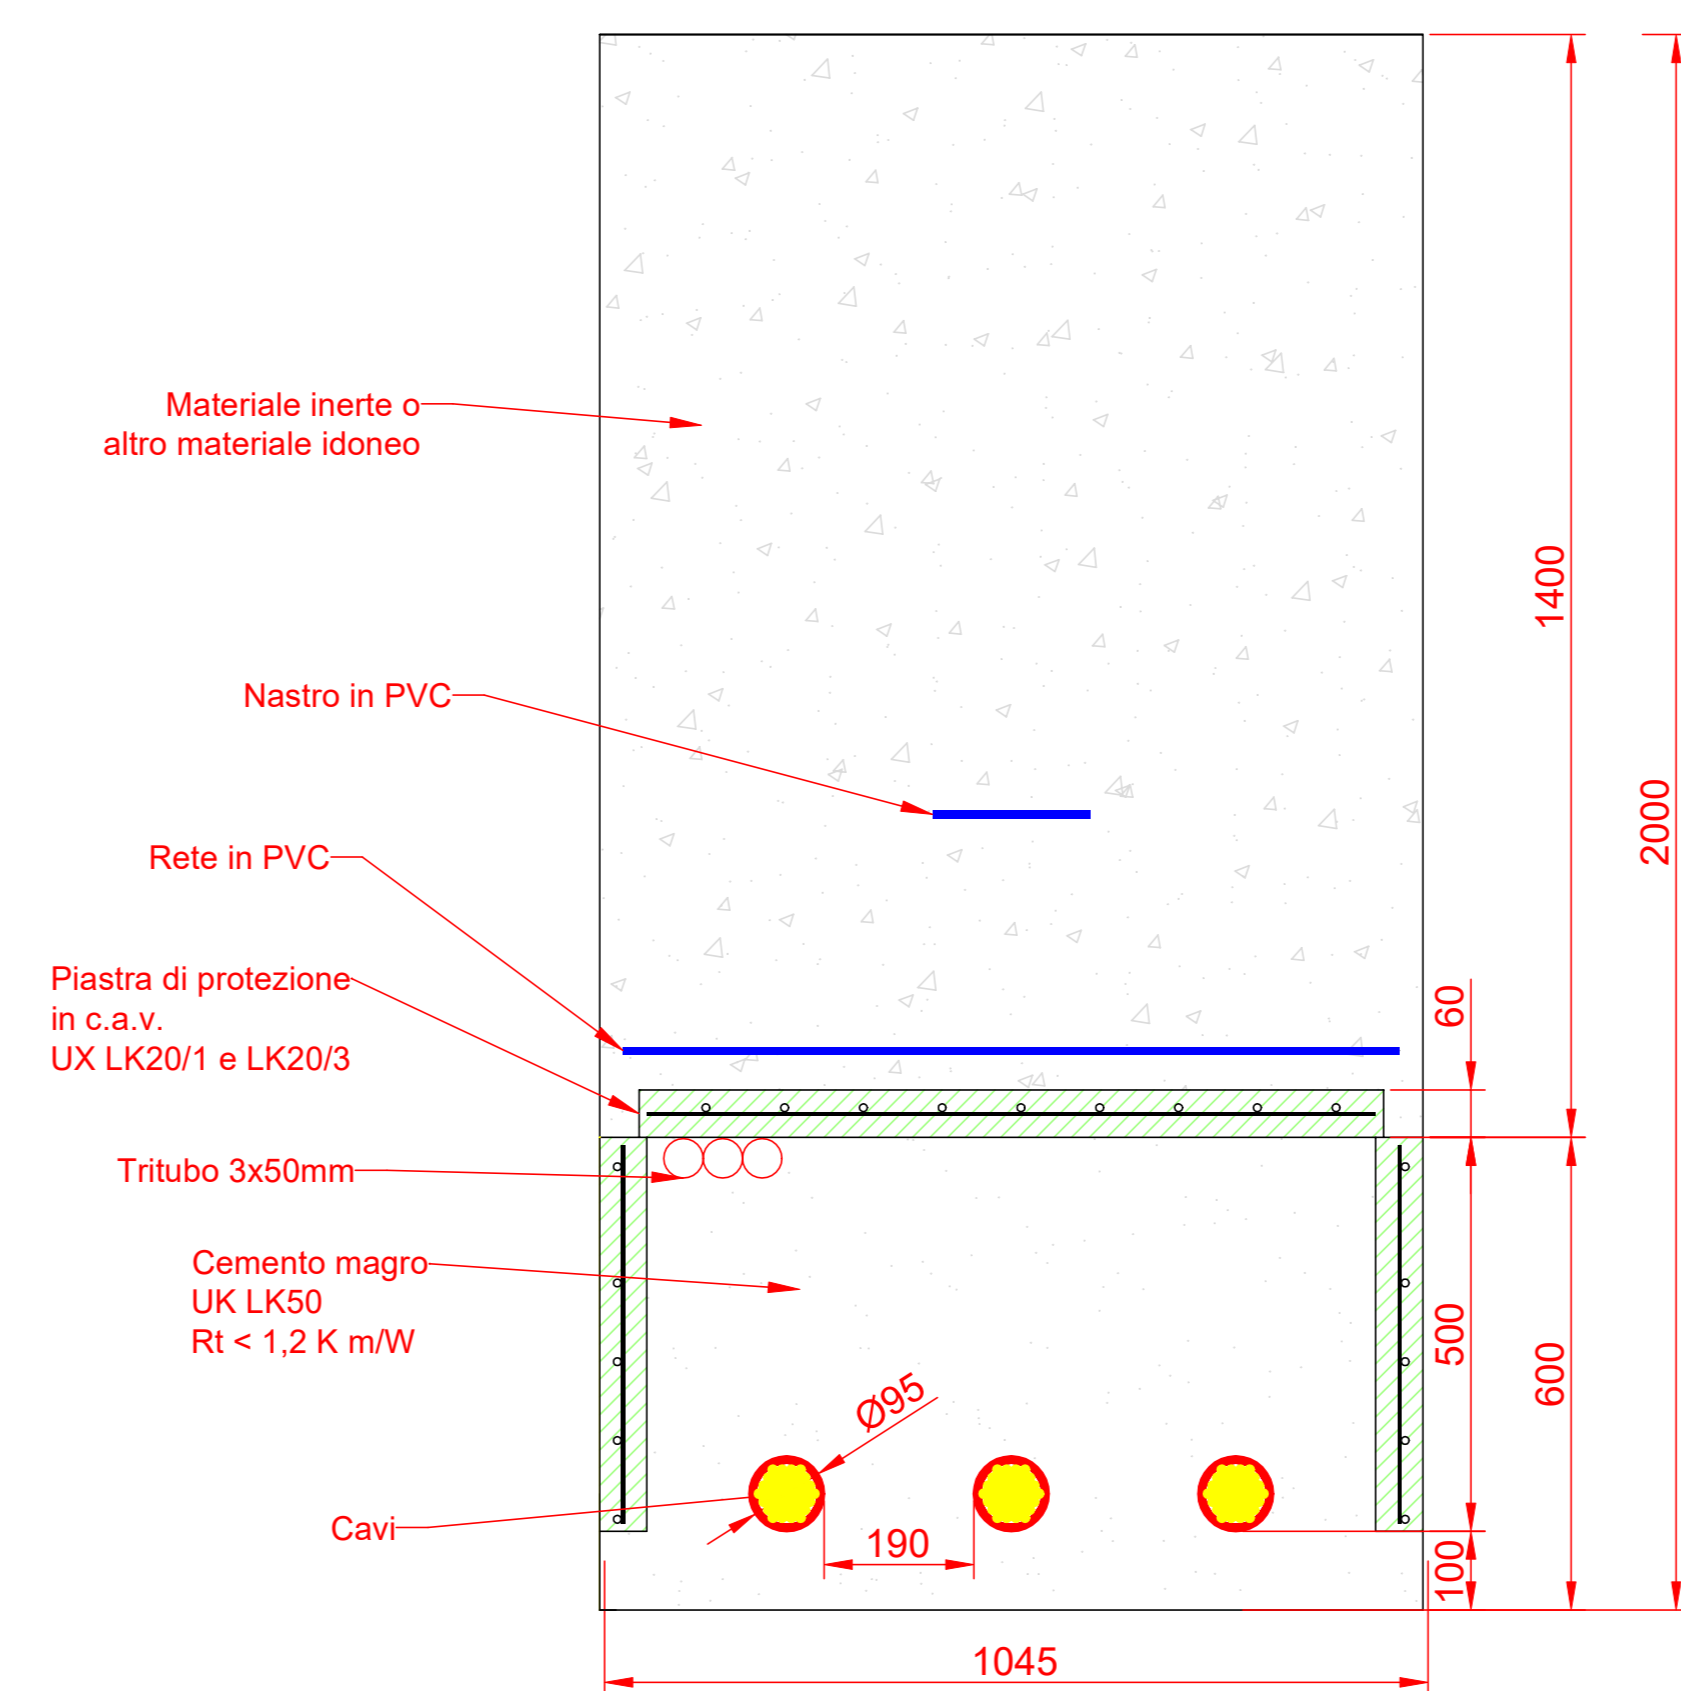 Materiale inerte o
altro materiale idoneo
1400
Nastro in PVC
2000
Rete in PVC
Piastra di protezione
in c.a.v.
UX LK20/1 e LK20/3
60
Tritubo 3x50mm
Cemento magro
UK LK50
Rt < 1,2 K m/W
500
600
Ø95
Cavi
190
100
1045